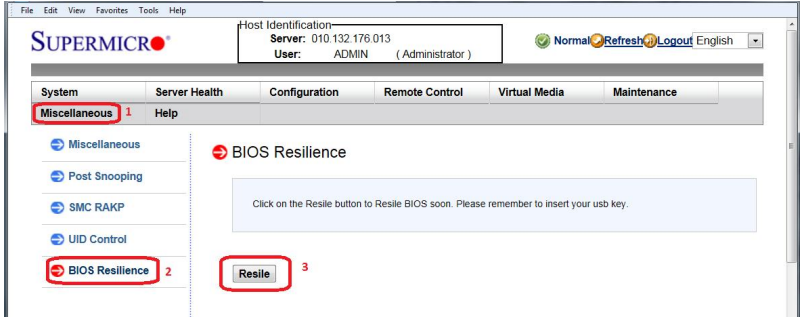 File Edit View Favorites Tools Help
SUPERMICR®
Host Identification
Server: 010.132.176.013
User: ADMIN ( Administrator )
Normal Refresh Logout English
System Server Health Configuration Remote Control Virtual Media Maintenance
Miscellaneous 1 Help
Miscellaneous
Post Snooping
SMC RAKP
UID Control
BIOS Resilience 2
BIOS Resilience
Click on the Resile button to Resile BIOS soon. Please remember to insert your usb key.
Resile 3